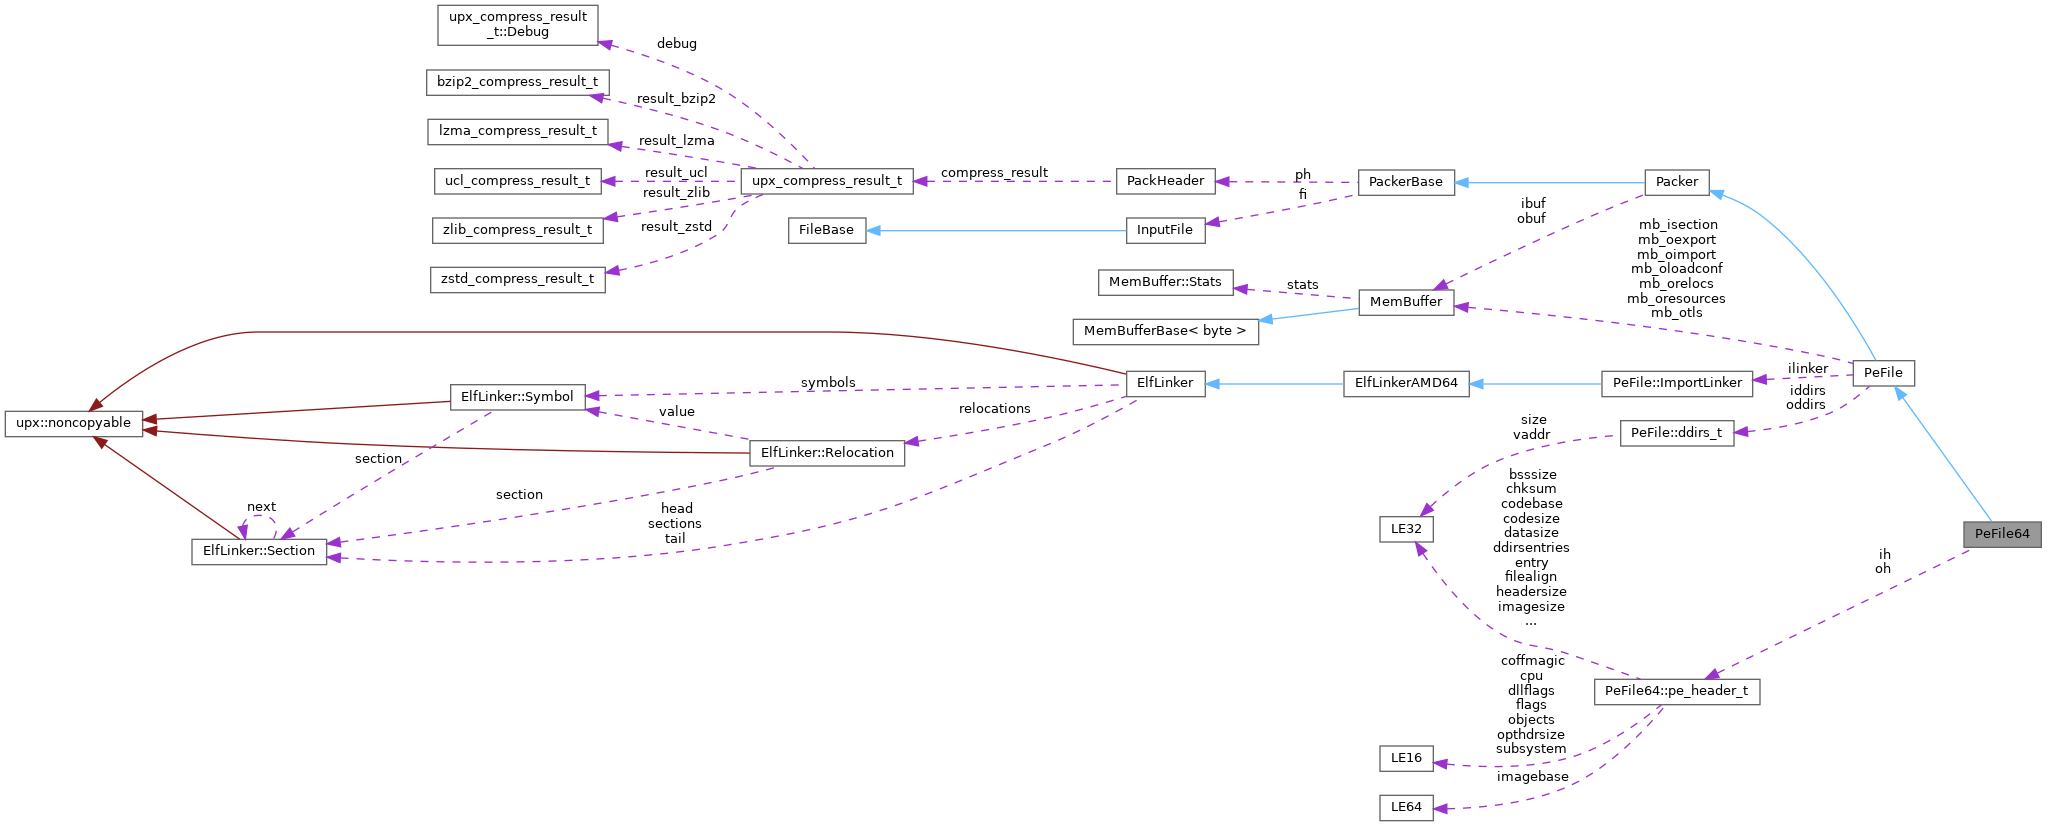 upx_compress_result
_t::Debug
debug
bzip2_compress_result_t
result_bzip2
lzma_compress_result_t
result_lzma
ucl_compress_result_t
result_ucl
upx_compress_result_t
compress_result
PackHeader
ph
PackerBase
Packer
result_zlib
zlib_compress_result_t
result_zstd
zstd_compress_result_t
FileBase
InputFile
fi
ibuf
obuf
mb_isection
mb_oexport
mb_oimport
mb_oloadconf
mb_orelocs
mb_oresources
mb_otls
MemBuffer::Stats
stats
MemBuffer
MemBufferBase< byte >
PeFile
ilinker
iddirs
oddirs
upx::noncopyable
ElfLinker::Symbol
symbols
ElfLinker
ElfLinkerAMD64
PeFile::ImportLinker
value
relocations
ElfLinker::Relocation
section
section
next
ElfLinker::Section
head
sections
tail
size
vaddr
PeFile::ddirs_t
LE32
bsssize
chksum
codebase
codesize
datasize
ddirsentries
entry
filealign
headersize
imagesize
...
PeFile64
ih
oh
coffmagic
cpu
dllflags
flags
objects
opthdrsize
subsystem
PeFile64::pe_header_t
LE16
imagebase
LE64